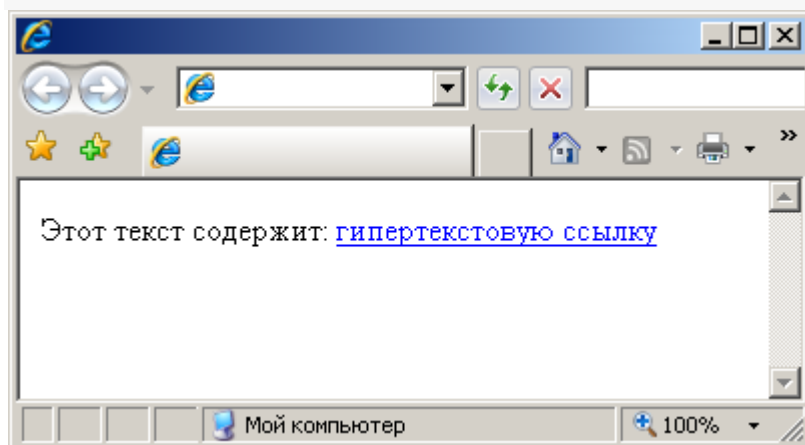 Этот текст содержит: гипертекстовую ссылку
Мой компьютер
100%